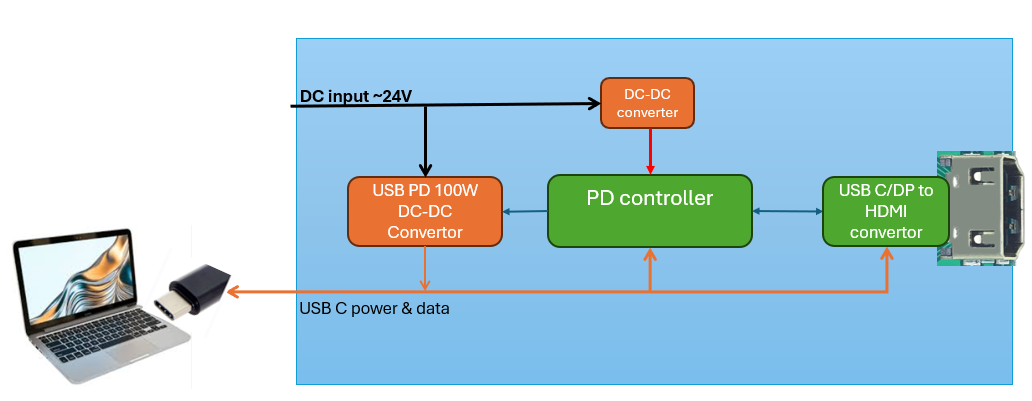 DC input ~24V
DC-DC
converter
USB PD 100W
DC-DC
Convertor
PD controller
USB C/DP to
HDMI
convertor
USB C power & data